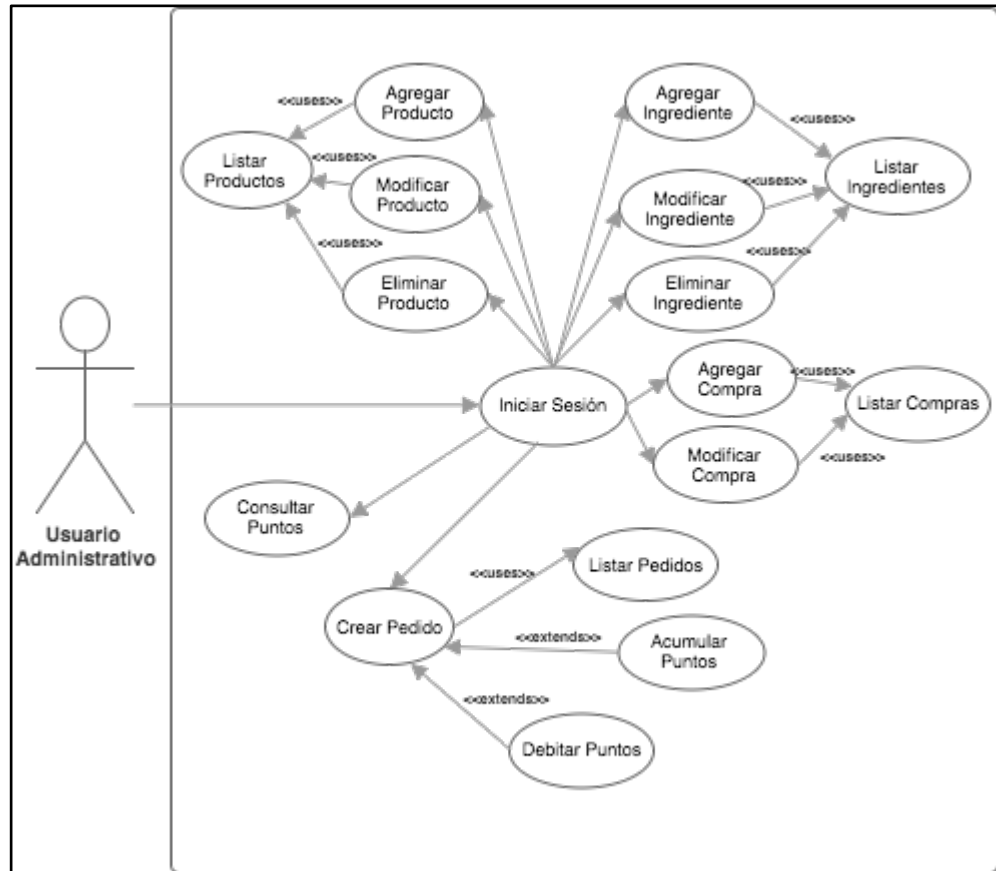 Agregar
Producto
<<uses>>
Listar
Productos
<<uses>>
Modificar
Producto
<<uses>>
Eliminar
Producto
Agregar
Ingrediente
<<uses>>
Listar
Ingredientes
Modificar
Ingrediente
<<uses>>
<<uses>>
Eliminar
Ingrediente
Iniciar Sesión
Agregar
Compra
<<uses>>
Listar Compras
Modificar
Compra
<<uses>>
Usuario
Administrativo
Consultar
Puntos
Crear Pedido
<<uses>>
Listar Pedidos
<<extends>>
Acumular
Puntos
<<extends>>
Debitar Puntos